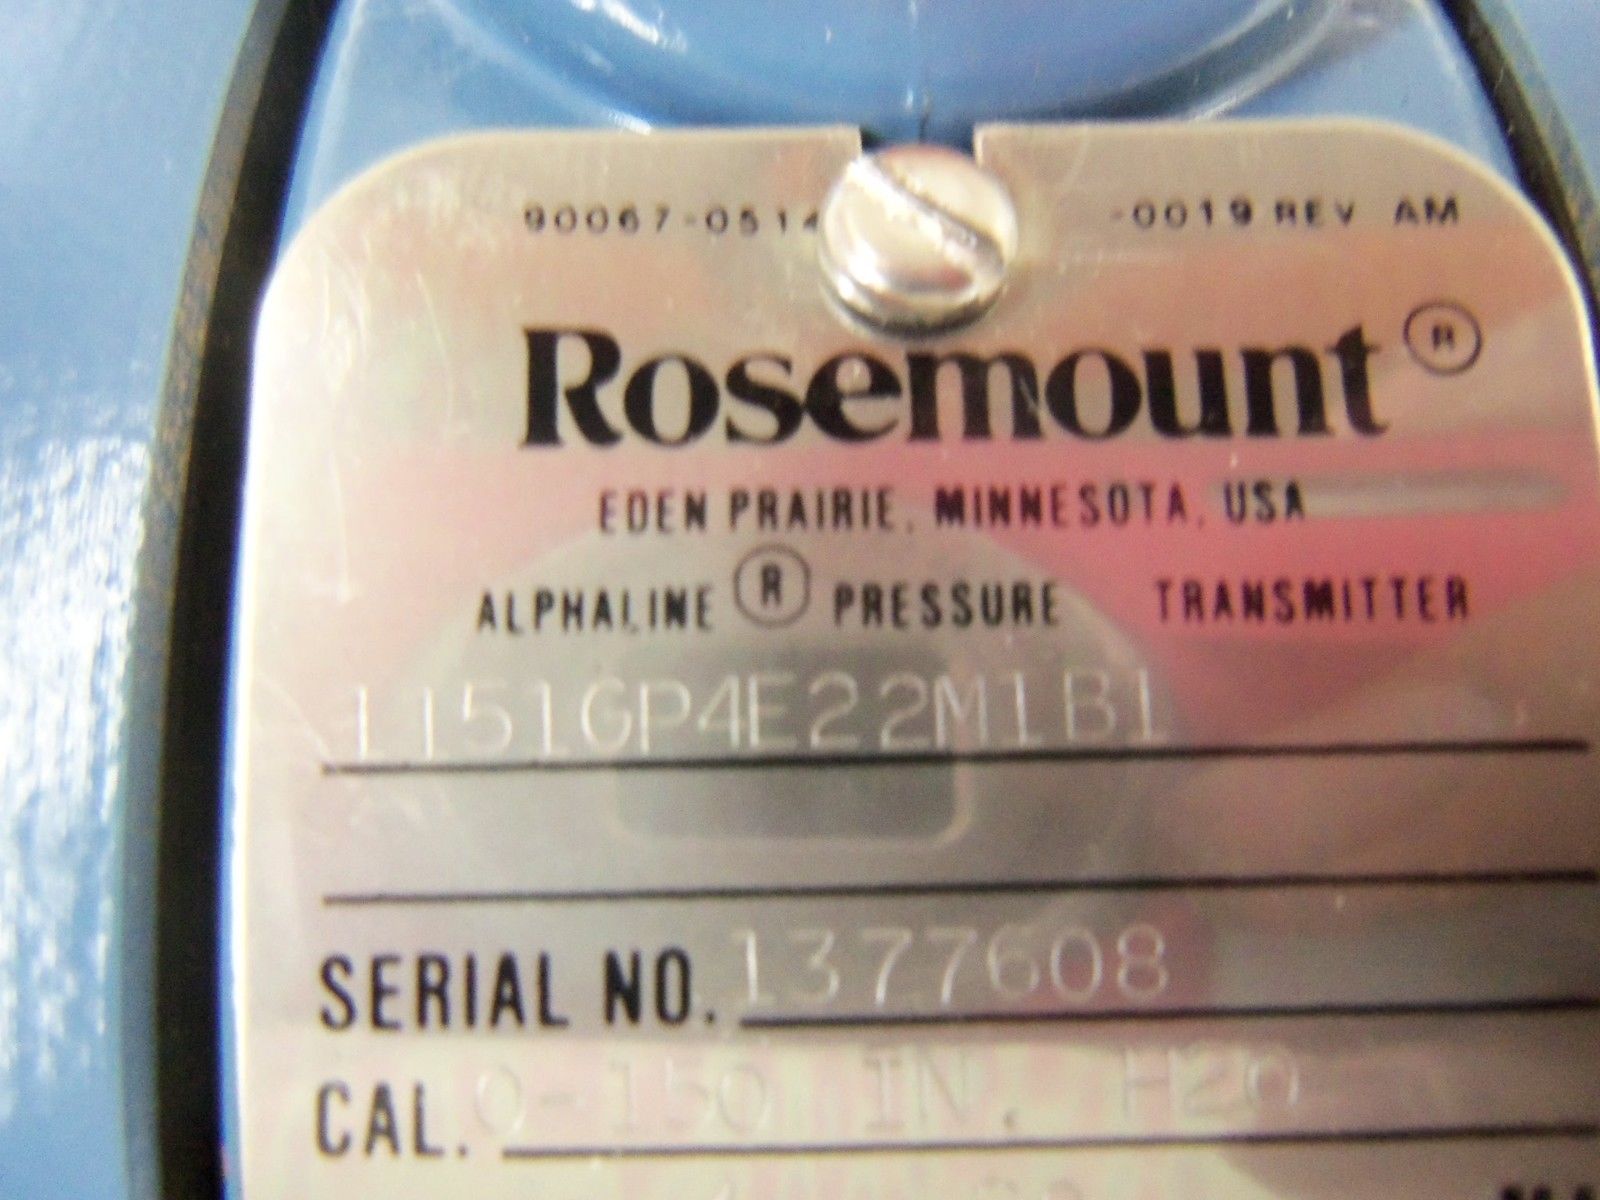 90067-0514 -0019 REV AM
Rosemount ®
EDEN PRAIRIE, MINNESOTA, USA
ALPHALINE ® PRESSURE TRANSMITTER
1151GP4E22M1B1
SERIAL NO. 1377608
CAL. 0-150 IN. H2O